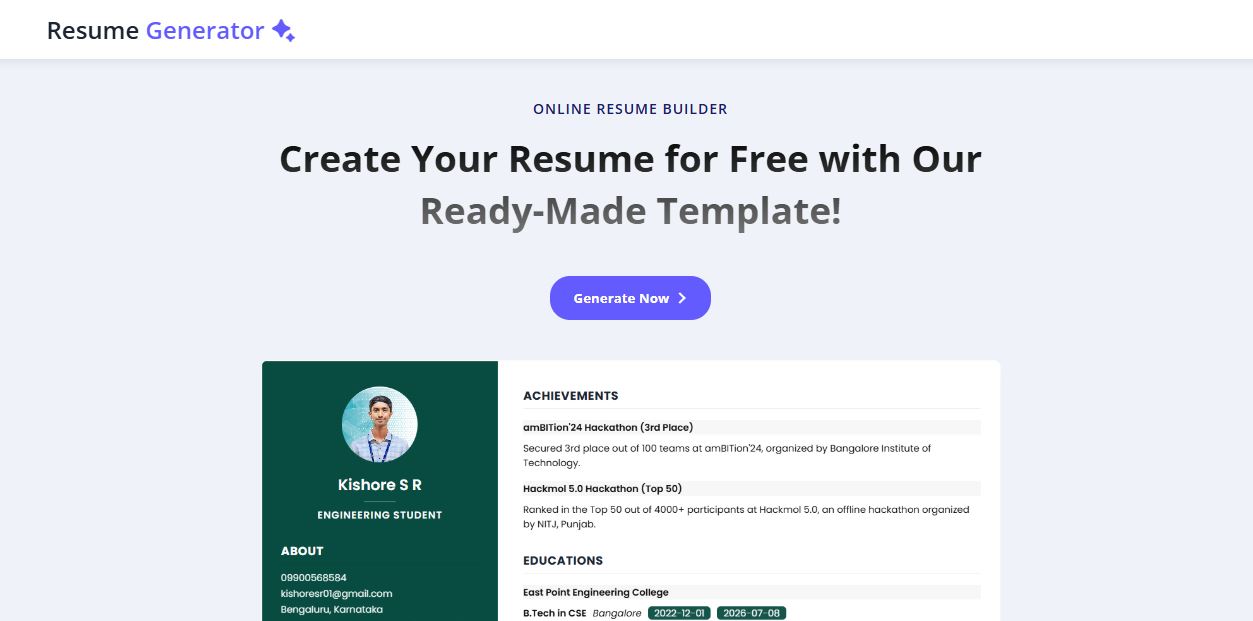 Resume Generator
ONLINE RESUME BUILDER
Create Your Resume for Free with Our
Ready-Made Template!
Generate Now
Kishore S R
ENGINEERING STUDENT
ABOUT
09900568584
kishoresr01@gmail.com
Bengaluru, Karnataka
ACHIEVEMENTS
amBITion'24 Hackathon (3rd Place)
Secured 3rd place out of 100 teams at amBITion'24, organized by Bangalore Institute of
Technology.
Hackmol 5.0 Hackathon (Top 50)
Ranked in the Top 50 out of 4000+ participants at Hackmol 5.0, an offline hackathon organized
by NITJ, Punjab.
EDUCATIONS
East Point Engineering College
B.Tech in CSE Bangalore 2022-12-01 2026-07-08